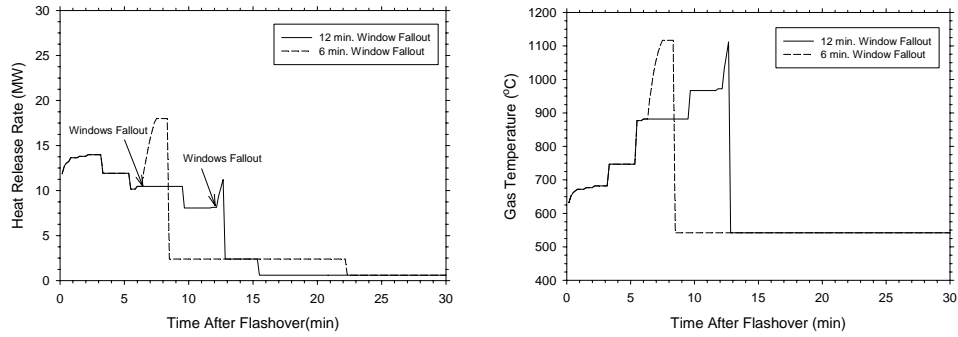 30
25
20
15
10
5
0
Heat Release Rate (MW)
12 min. Window Fallout
6 min. Window Fallout
Windows Fallout
Windows Fallout
0 5 10 15 20 25 30
Time After Flashover(min)
1200
1100
1000
900
800
700
600
500
400
Gas Temperature (°C)
12 min. Window Fallout
6 min. Window Fallout
0 5 10 15 20 25 30
Time After Flashover (min)